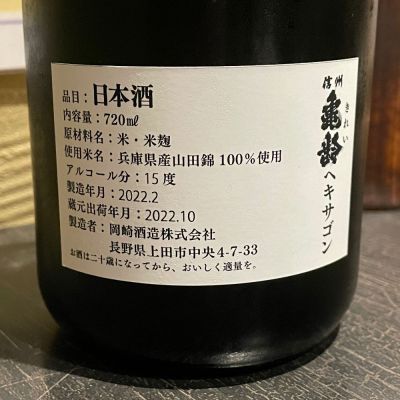 信州
亀齢
きれい
ヘキサゴン
品目：日本酒
内容量：720㎖
原材料名：米・米麹
使用米名：兵庫県産山田錦100％使用
アルコール分：15度
製造年月：2022.2
蔵元出荷年月：2022.10
製造者：岡崎酒造株式会社
長野県上田市中央4-7-33
お酒は二十歳になってから、おいしく適量を。